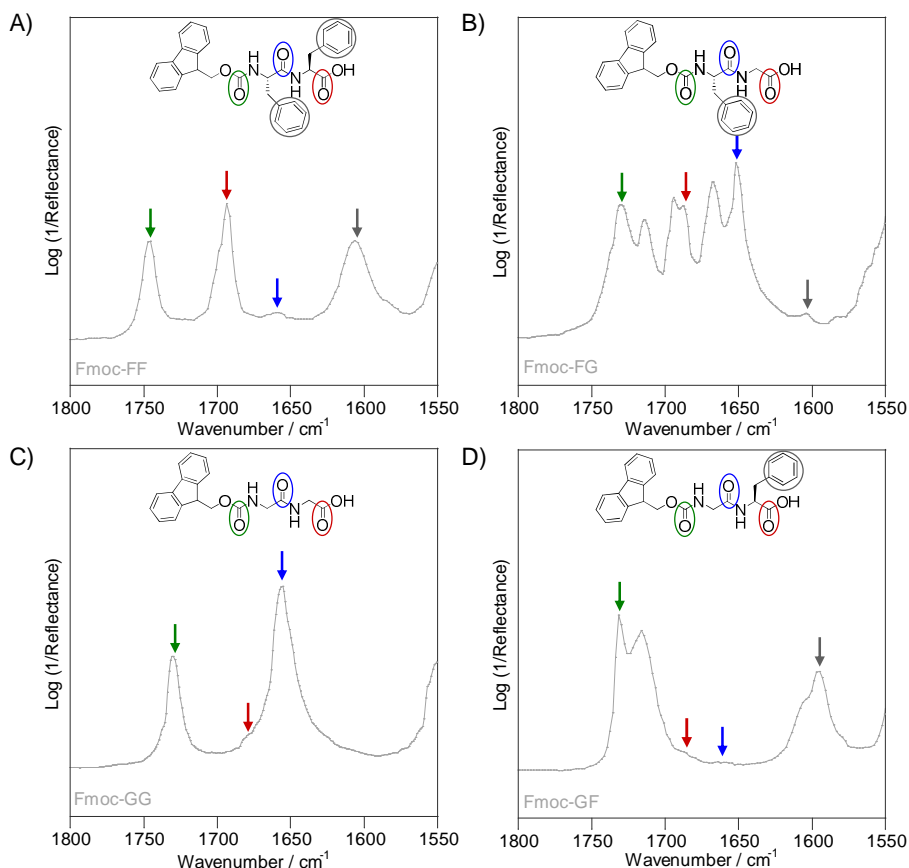 A)
O
H
N
O
O
N
H
O
OH
Log (1/Reflectance)
Fmoc-FF
1800 1750 1700 1650 1600 1550
Wavenumber / cm-1
B)
O
H
N
O
O
N
H
O
OH
Log (1/Reflectance)
Fmoc-FG
1800 1750 1700 1650 1600 1550
Wavenumber / cm-1
C)
O
H
N
O
O
N
H
O
OH
Log (1/Reflectance)
Fmoc-GG
1800 1750 1700 1650 1600 1550
Wavenumber / cm-1
D)
O
H
N
O
O
N
H
O
OH
Log (1/Reflectance)
Fmoc-GF
1800 1750 1700 1650 1600 1550
Wavenumber / cm-1